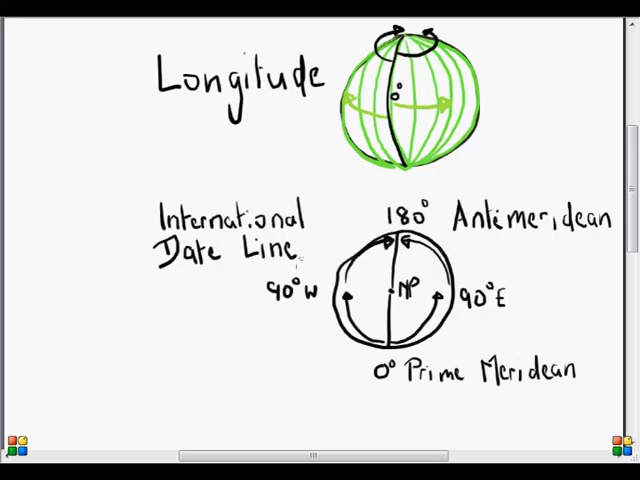 Longitude
0°
International
Date Line
180° Antimeridean
90°W
NP
90°E
0° Prime Meridean